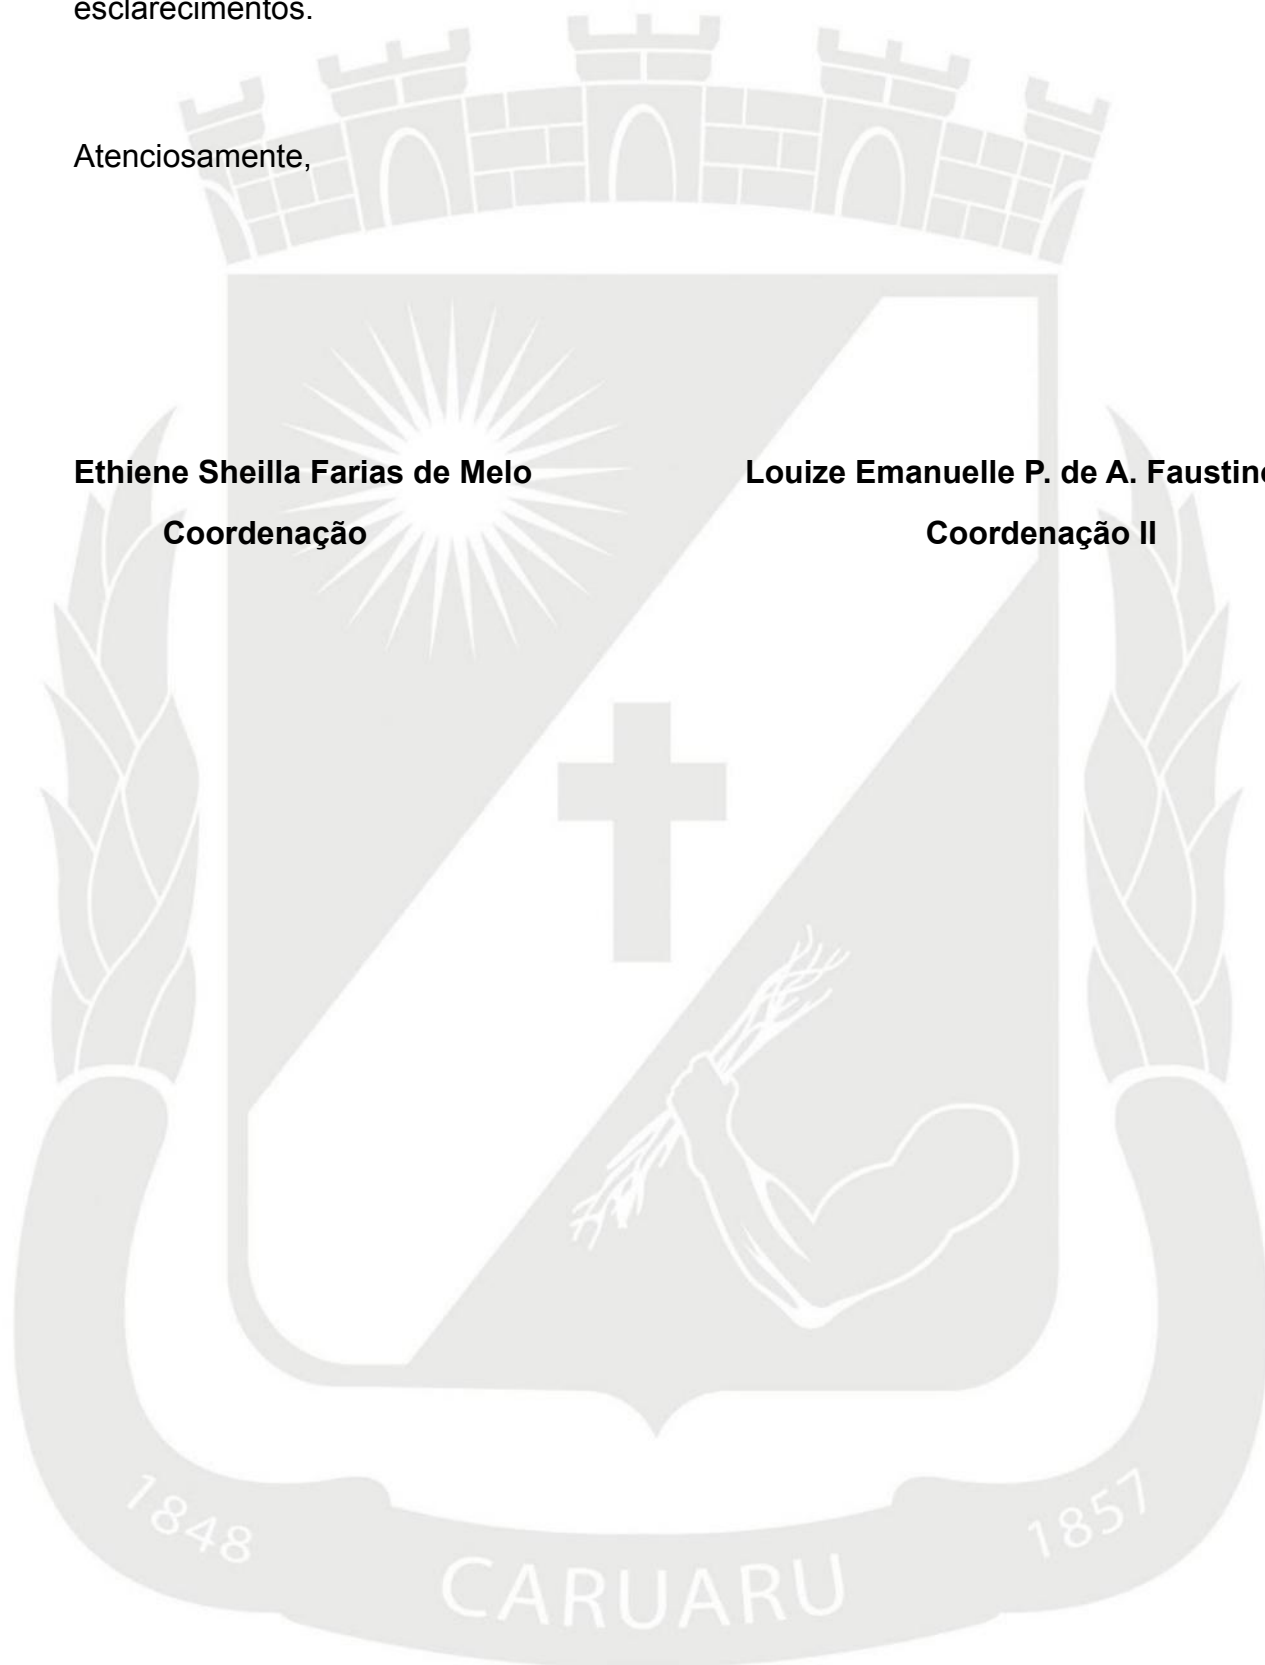 esclarecimentos.
Atenciosamente,
Ethiene Sheilla Farias de Melo Louize Emanuelle P. de A. Faustino
Coordenação Coordenação II
1848 1857
CARUARU